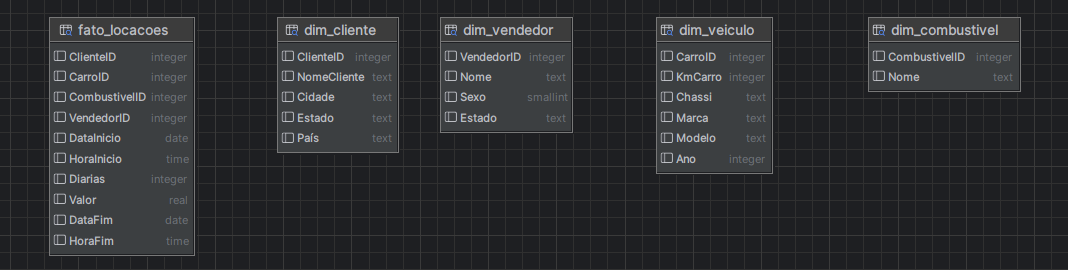 fato_locacoes
ClienteID integer
CarroID integer
CombustivelID integer
VendedorID integer
DataInicio date
HoraInicio time
Diarias integer
Valor real
DataFim date
HoraFim time
dim_cliente
ClienteID integer
NomeCliente text
Cidade text
Estado text
País text
dim_vendedor
VendedorID integer
Nome text
Sexo smallint
Estado text
dim_veiculo
CarroID integer
KmCarro integer
Chassi text
Marca text
Modelo text
Ano integer
dim_combustivel
CombustivelID integer
Nome text